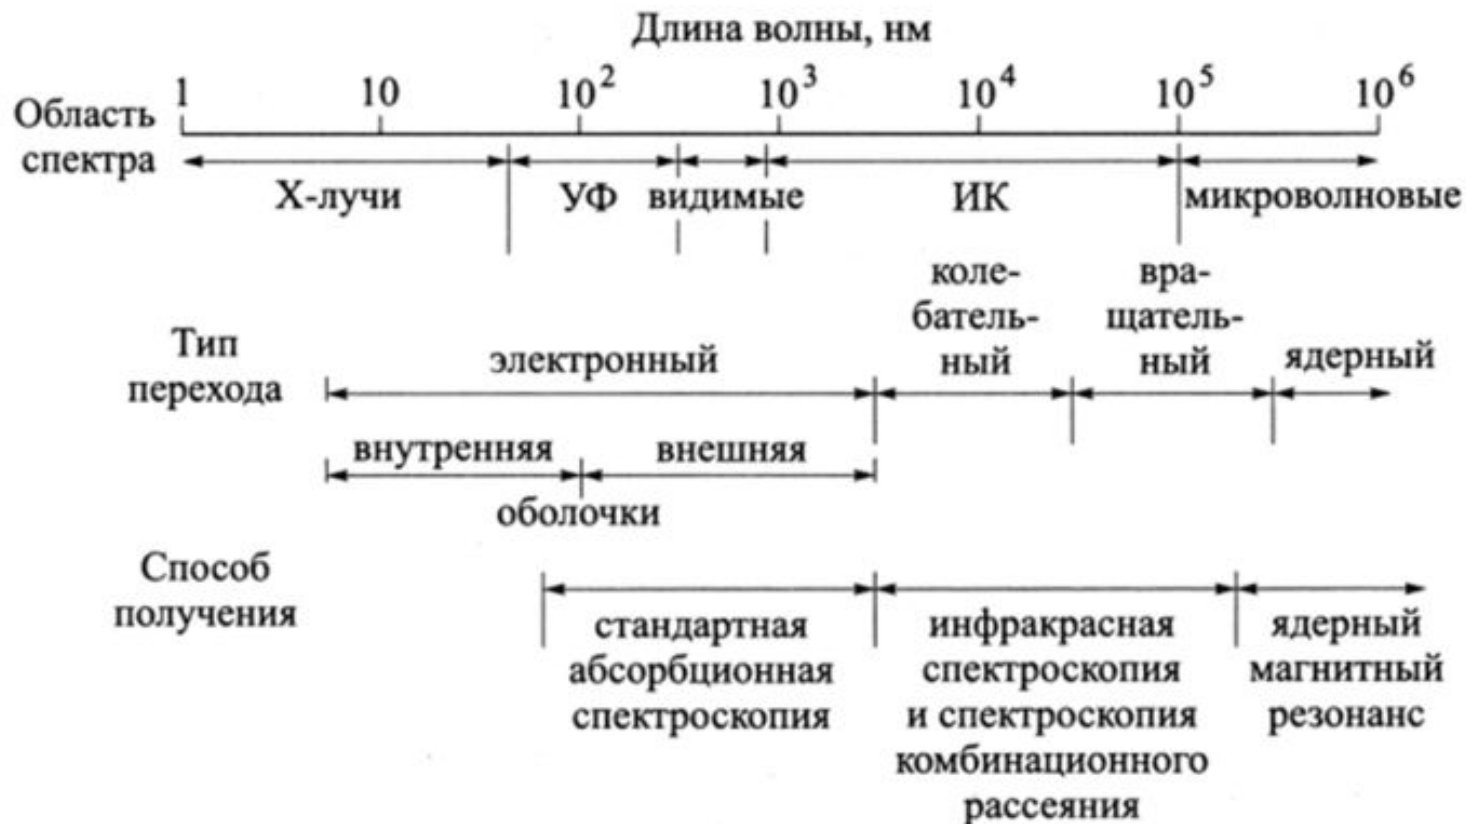 Длина волны, нм
1 10 10² 10³ 10⁴ 10⁵ 10⁶
Область
спектра
Х-лучи УФ видимые ИК микроволновые
Тип
перехода
электронный
коле-
батель-
ный
вра-
щатель-
ный
ядерный
внутренняя внешняя
оболочки
Способ
получения
стандартная
абсорбционная
спектроскопия
инфракрасная
спектроскопия
и спектроскопия
комбинационного
рассеяния
ядерный
магнитный
резонанс